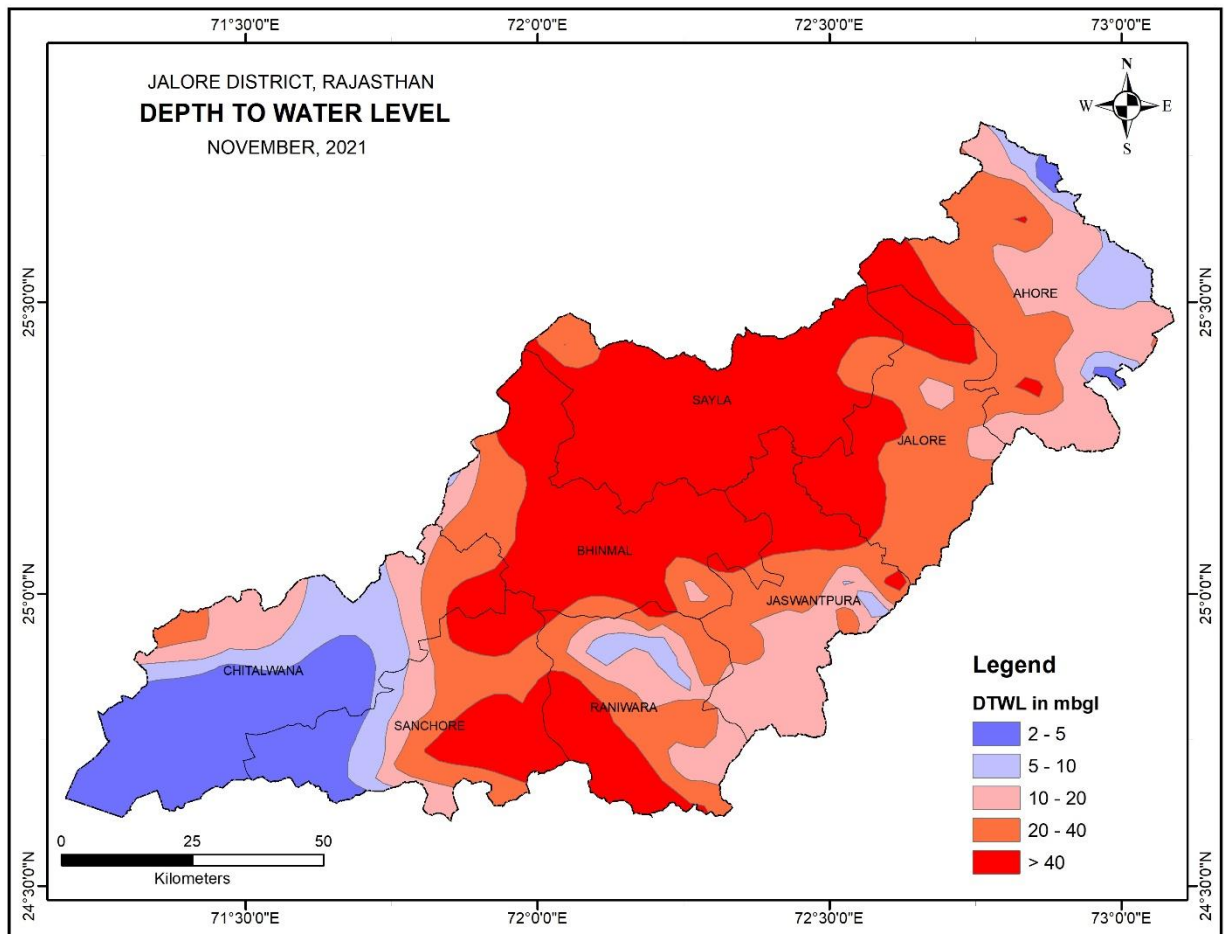 71°30'0"E 72°0'0"E 72°30'0"E 73°0'0"E
JALORE DISTRICT, RAJASTHAN
DEPTH TO WATER LEVEL
NOVEMBER, 2021
N
W E
S
25°30'0"N
25°30'0"N
AHORE
SAYLA
JALORE
BHINMAL
25°0'0"N
25°0'0"N
JASWANTPURA
CHITALWANA
RANIWARA
SANCHORE
Legend
DTWL in mbgl
2 - 5
5 - 10
10 - 20
20 - 40
> 40
0 25 50
Kilometers
24°30'0"N
24°30'0"N
71°30'0"E 72°0'0"E 72°30'0"E 73°0'0"E